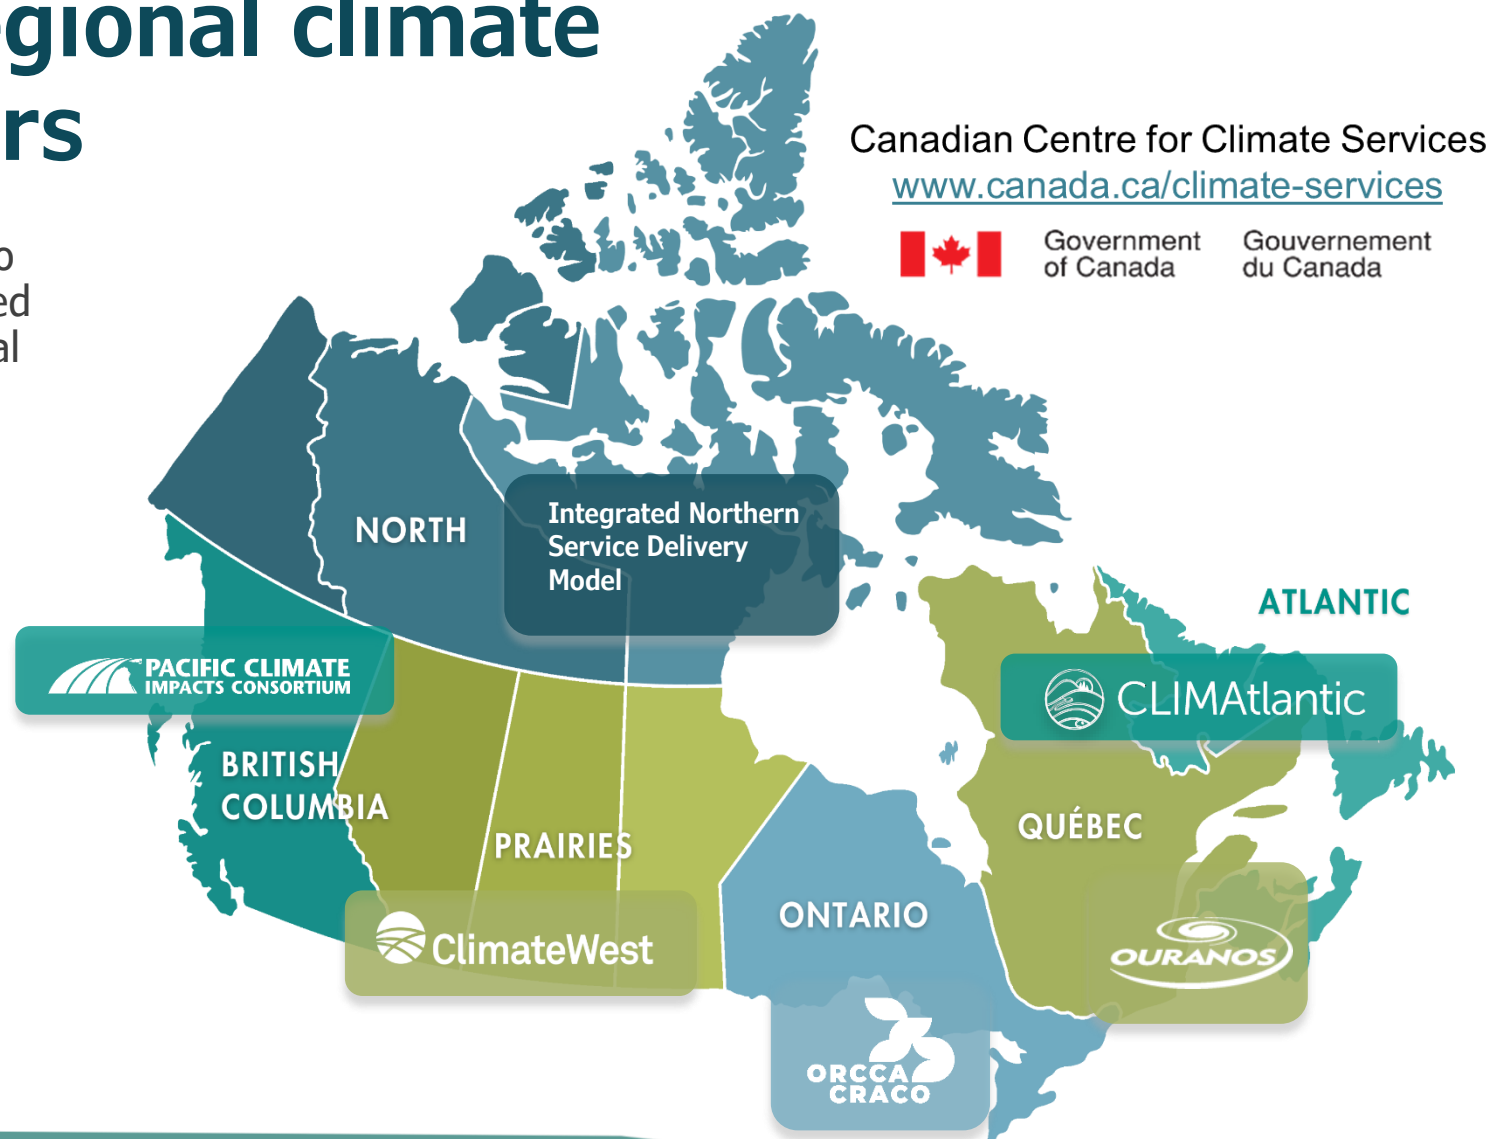 egional climate
rs
o
ed
al
Canadian Centre for Climate Services
www.canada.ca/climate-services
Government
of Canada
Gouvernement
du Canada
NORTH
Integrated Northern
Service Delivery
Model
ATLANTIC
PACIFIC CLIMATE
IMPACTS CONSORTIUM
CLIMAtlantic
BRITISH
COLUMBIA
PRAIRIES
QUÉBEC
ONTARIO
ClimateWest
OURANOS
ORCCA
CRACO